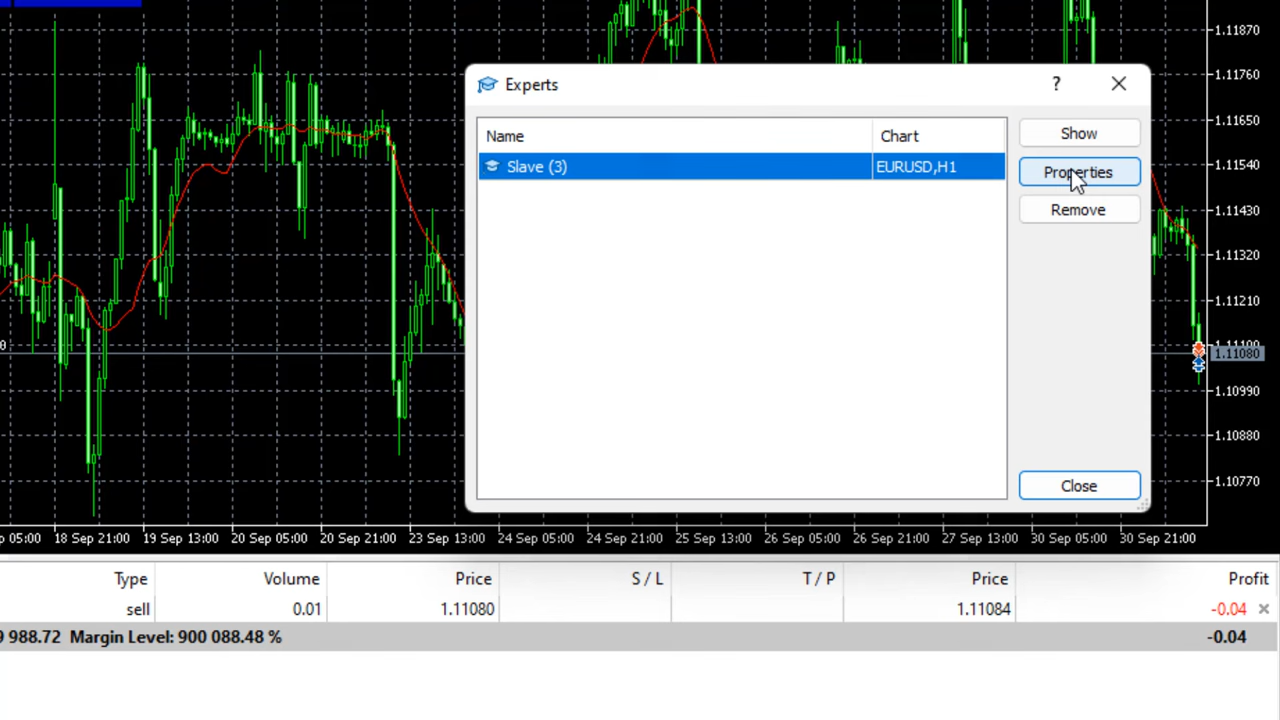 1.11870
1.11760
1.11650
1.11540
1.11430
1.11320
1.11210
1.11100
1.11080
1.10990
1.10880
1.10770
Experts
?
Name Chart
Slave (3) EURUSD,H1
Show
Properties
Remove
Close
0
p 05:00 18 Sep 21:00 19 Sep 13:00 20 Sep 05:00 20 Sep 21:00 23 Sep 13:00 24 Sep 05:00 24 Sep 21:00 25 Sep 13:00 26 Sep 05:00 26 Sep 21:00 27 Sep 13:00 30 Sep 05:00 30 Sep 21:00
Type Volume Price S / L T / P Price Profit
sell 0.01 1.11080 1.11084 -0.04
9 988.72 Margin Level: 900 088.48 % -0.04